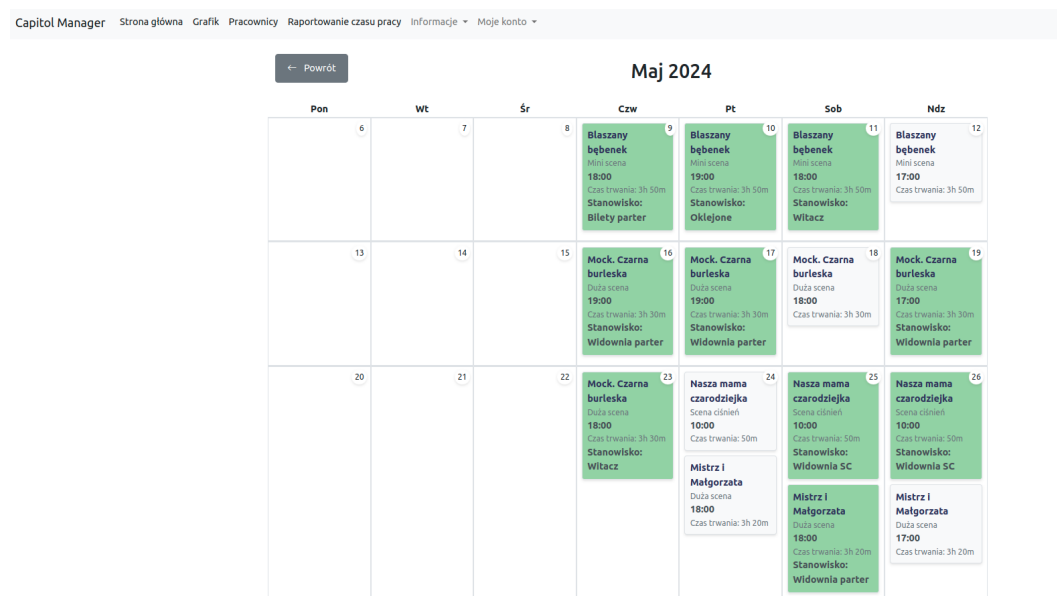 Capitol Manager Strona główna Grafik Pracownicy Raportowanie czasu pracy Informacje Moje konto
← Powrót
Maj 2024
Pon Wt Śr Czw Pt Sob Ndz
6
7
8
9
Blaszany
bębenek
Mini scena
18:00
Czas trwania: 3h 50m
Stanowisko:
Bilety parter
10
Blaszany
bębenek
Mini scena
19:00
Czas trwania: 3h 50m
Stanowisko:
Oklejone
11
Blaszany
bębenek
Mini scena
18:00
Czas trwania: 3h 50m
Stanowisko:
Witacz
12
Blaszany
bębenek
Mini scena
17:00
Czas trwania: 3h 50m
13
14
15
16
Mock. Czarna
burleska
Duża scena
19:00
Czas trwania: 3h 30m
Stanowisko:
Widownia parter
17
Mock. Czarna
burleska
Duża scena
19:00
Czas trwania: 3h 30m
Stanowisko:
Widownia parter
18
Mock. Czarna
burleska
Duża scena
18:00
Czas trwania: 3h 30m
19
Mock. Czarna
burleska
Duża scena
17:00
Czas trwania: 3h 30m
Stanowisko:
Widownia parter
20
21
22
23
Mock. Czarna
burleska
Duża scena
18:00
Czas trwania: 3h 30m
Stanowisko:
Witacz
24
Nasza mama
czarodziejka
Scena ciśnień
10:00
Czas trwania: 50m
Mistrz i
Małgorzata
Duża scena
18:00
Czas trwania: 3h 20m
25
Nasza mama
czarodziejka
Scena ciśnień
10:00
Czas trwania: 50m
Stanowisko:
Widownia SC
Mistrz i
Małgorzata
Duża scena
18:00
Czas trwania: 3h 20m
Stanowisko:
Widownia parter
26
Nasza mama
czarodziejka
Scena ciśnień
10:00
Czas trwania: 50m
Stanowisko:
Widownia SC
Mistrz i
Małgorzata
Duża scena
17:00
Czas trwania: 3h 20m